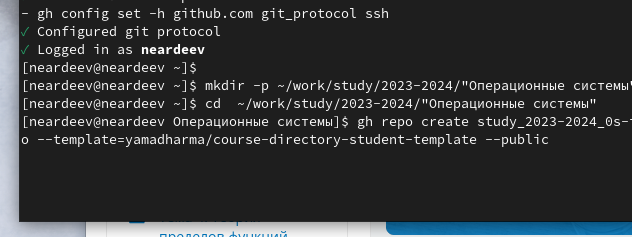 - gh config set -h github.com git_protocol ssh
✓ Configured git protocol
✓ Logged in as neardeev
[neardeev@neardeev ~]$
[neardeev@neardeev ~]$ mkdir -p ~/work/study/2023-2024/"Операционные системы"
[neardeev@neardeev ~]$ cd  ~/work/study/2023-2024/"Операционные системы"
[neardeev@neardeev Операционные системы]$ gh repo create study_2023-2024_0s-
o --template=yamadharma/course-directory-student-template --public
пределов функций